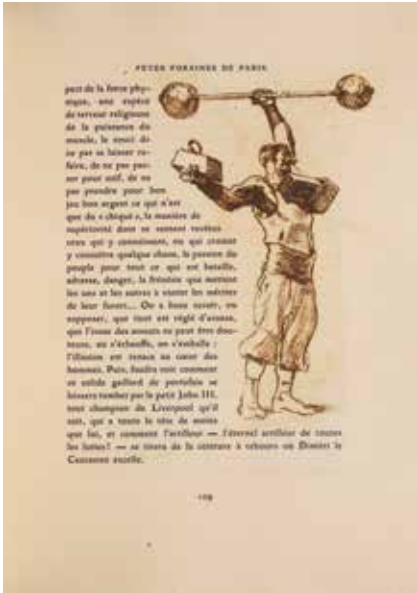 FETES FORAINES DE PARIS
pect de la force phy-
sique, une espèce
de terreur religieuse
de la puissance du
muscle, le souci de
ne pas se laisser re-
faire, de ne pas pas-
ser pour naïf, de ne
pas prendre pour bon
jeu bon argent ce qui n'est
que du « chiqué », la manière de
supériorité dont se sentent revêtus
ceux qui y connaissent, ou qui croient
y connaître quelque chose, la passion du
peuple pour tout ce qui est bataille,
adresse, danger, la frénésie que mettent
les uns et les autres à vanter les mérites
de leur favori... On a beau savoir, ou
supposer, que tout est réglé d'avance,
que l'issue des assauts ne peut être dou-
teuse, on s'échauffe, on s'emballe :
l'illusion est tenace au cœur des
hommes. Puis, faudra voir comment
ce solide gaillard de portefaix se
laissera tomber par le petit John III,
tout champion de Liverpool qu'il
soit, qui a toute la tête de moins
que lui, et comment l'artilleur — l'éternel artilleur de toutes
les luttes! — se tirera de la ceinture à rebours où Dimitri le
Caucasien excelle.
109